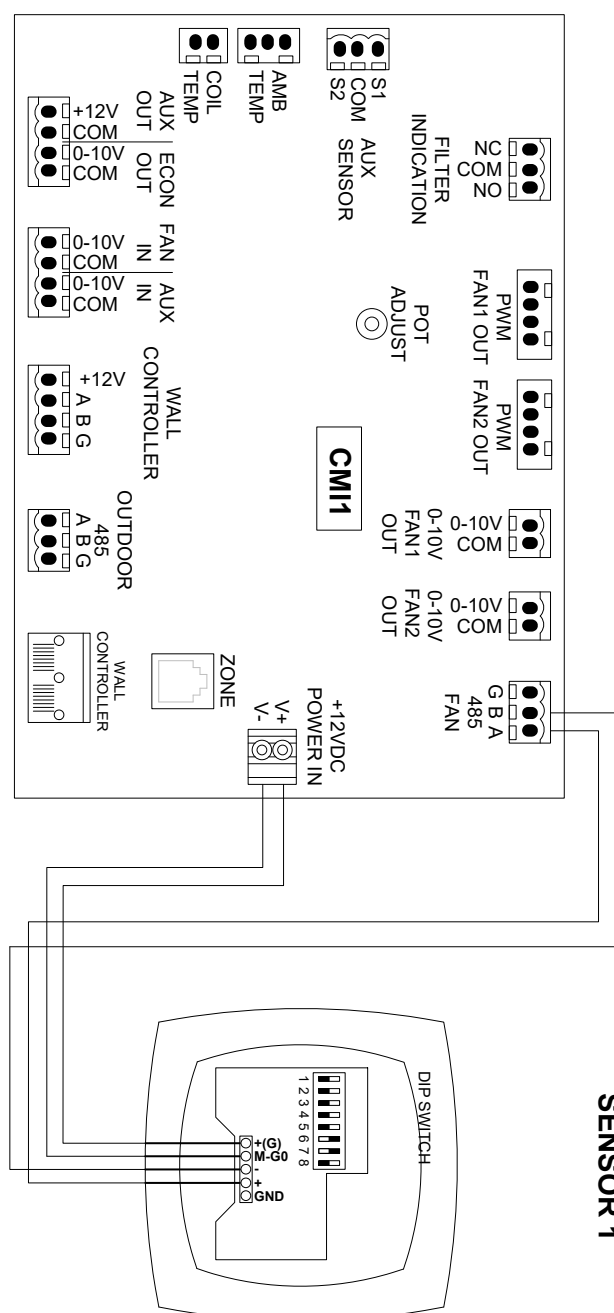 COIL
TEMP
AMB
TEMP
S1
COM
S2
AUX
SENSOR
FILTER
INDICATION
NC
COM
NO
+12V
COM
0-10V
COM
AUX
OUT
ECON
OUT
0-10V
COM
0-10V
COM
FAN
IN
AUX
IN
POT
ADJUST
PWM
FAN1 OUT
PWM
FAN2 OUT
+12V
A
B
G
WALL
CONTROLLER
CMI1
0-10V
COM
0-10V
FAN1
OUT
0-10V
COM
0-10V
FAN2
OUT
OUTDOOR
485
A B G
WALL
CONTROLLER
ZONE
+12VDC
POWER IN
V+
V-
G B A
485
FAN
DIP SWITCH
1 2 3 4 5 6 7 8
+(G)
M-G0
-
+
GND
SENSOR 1